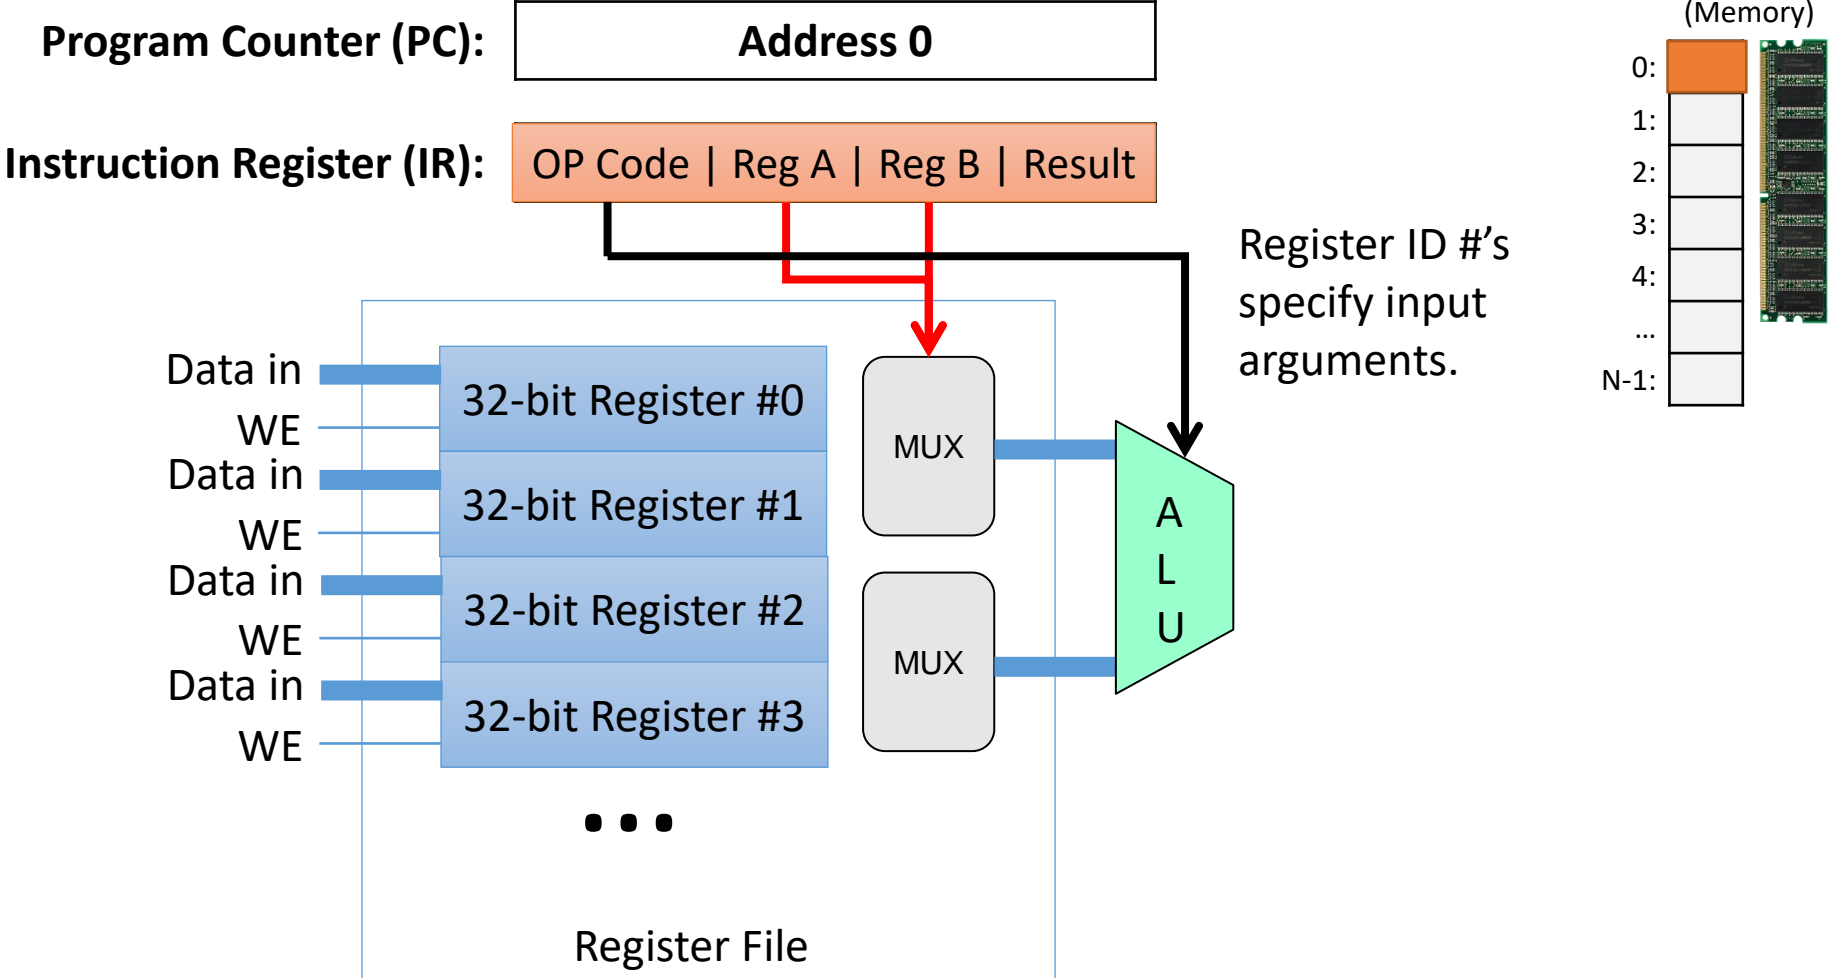 (Memory)
Program Counter (PC):
Address 0
0:
1:
Instruction Register (IR):
OP Code | Reg A | Reg B | Result
2:
3:
4:
...
N-1:
Register ID #’s
specify input
arguments.
Data in
WE
Data in
WE
Data in
WE
Data in
WE
32-bit Register #0
32-bit Register #1
32-bit Register #2
32-bit Register #3
...
MUX
MUX
A
L
U
Register File